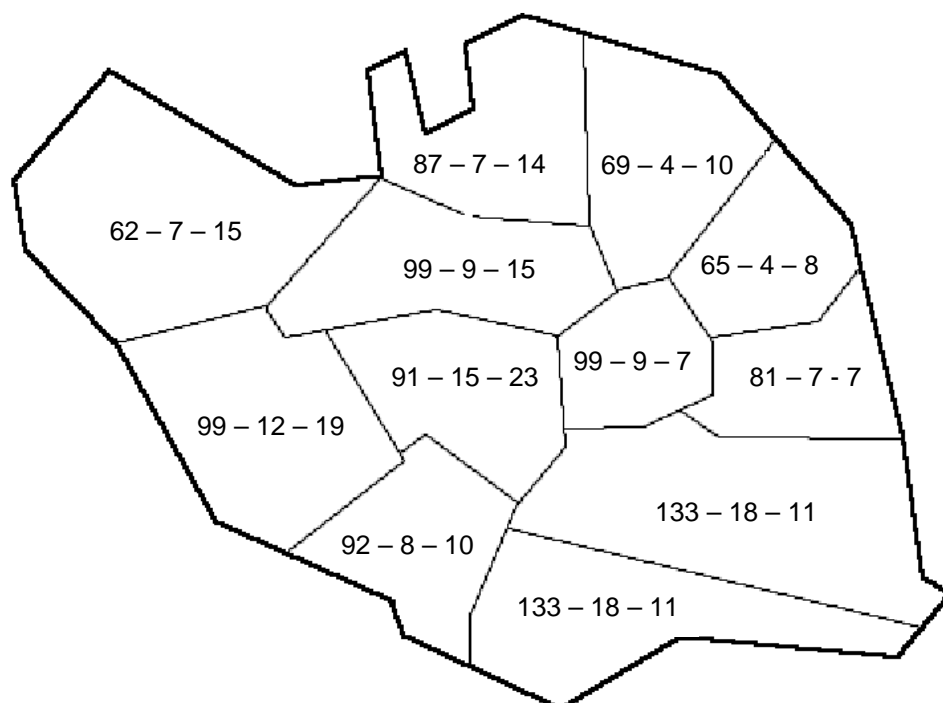 87 – 7 – 14
69 – 4 – 10
62 – 7 – 15
99 – 9 – 15
65 – 4 – 8
99 – 9 – 7
91 – 15 – 23
81 – 7 - 7
99 – 12 – 19
133 – 18 – 11
92 – 8 – 10
133 – 18 – 11